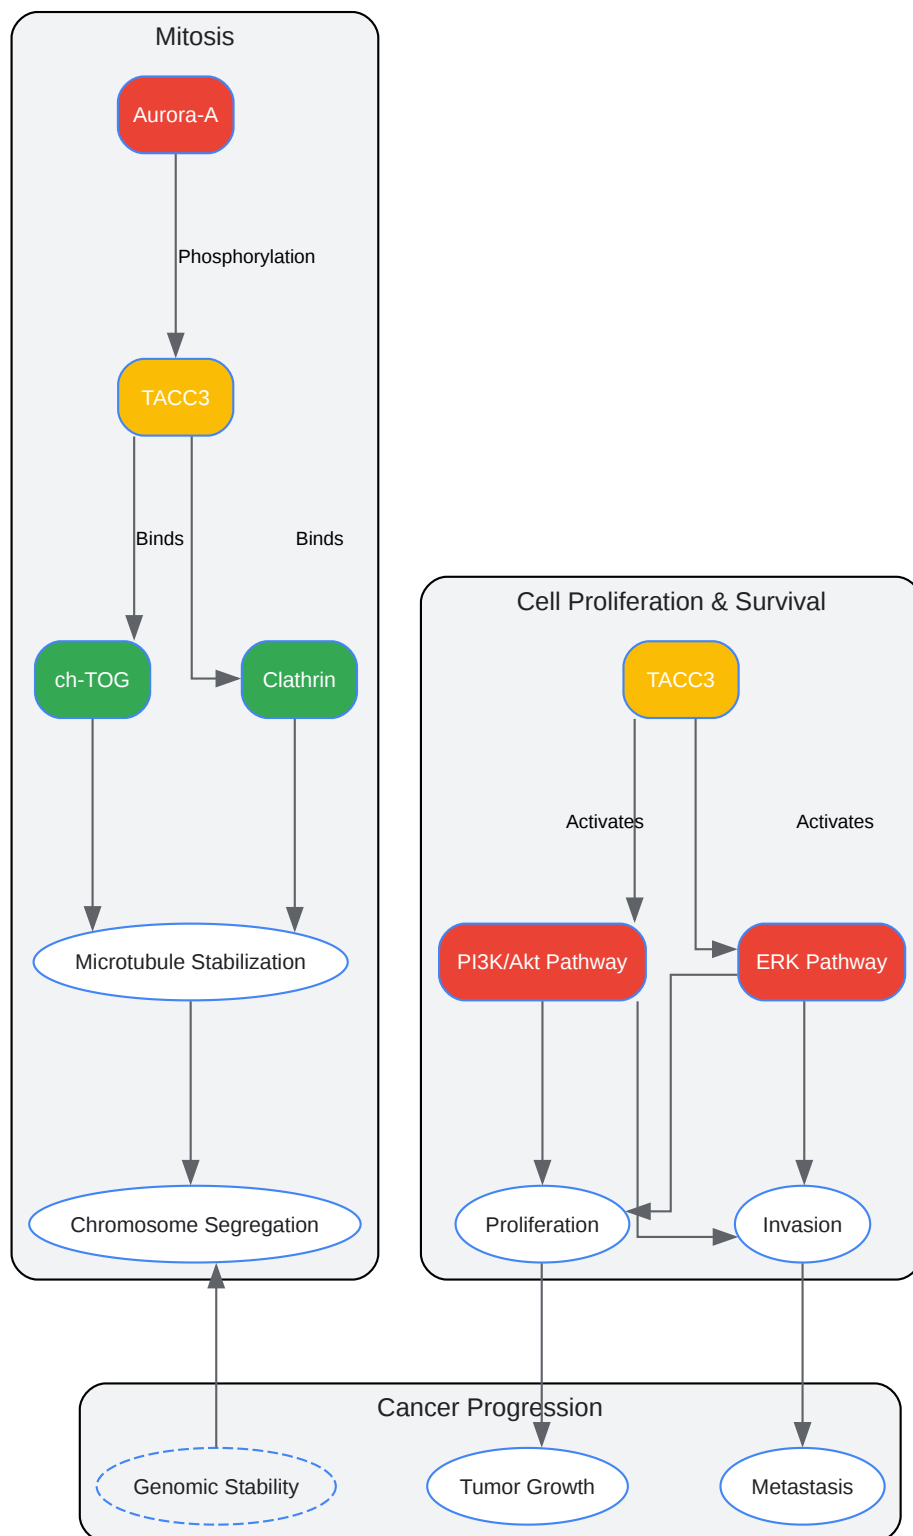 Mitosis
Aurora-A
Phosphorylation
TACC3
Binds
Binds
ch-TOG
Clathrin
Microtubule Stabilization
Chromosome Segregation
Cell Proliferation & Survival
TACC3
Activates
Activates
PI3K/Akt Pathway
ERK Pathway
Proliferation
Invasion
Cancer Progression
Genomic Stability
Tumor Growth
Metastasis